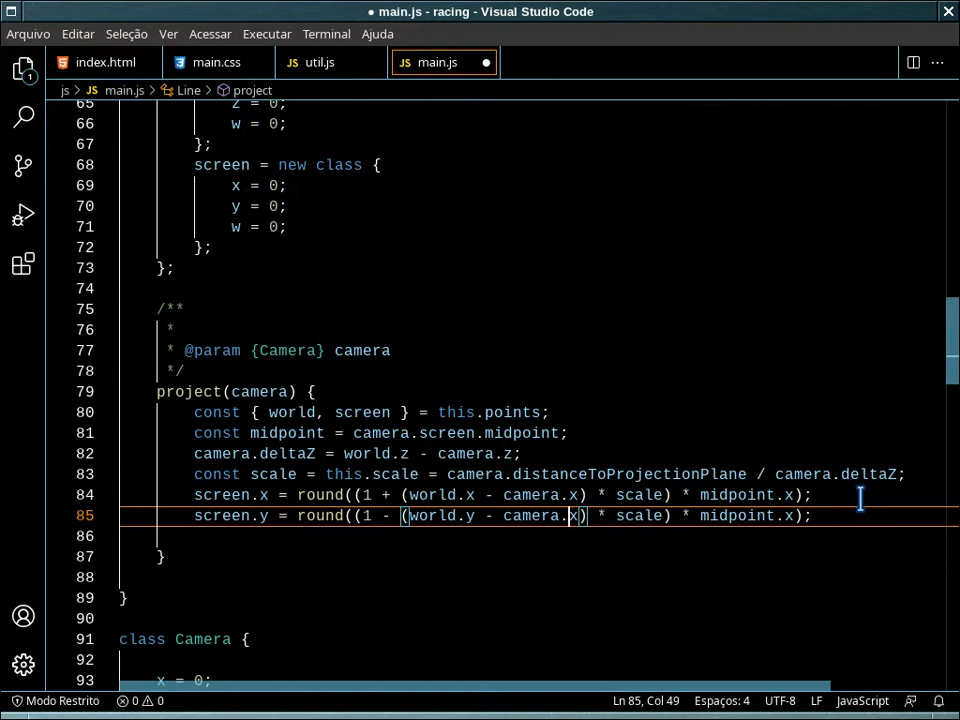 main.js - racing - Visual Studio Code
Arquivo Editar Seleção Ver Acessar Executar Terminal Ajuda
index.html main.css JS util.js JS main.js
js > JS main.js > Line > project
65 z = 0;
66 w = 0;
67 };
68 screen = new class {
69 x = 0;
70 y = 0;
71 w = 0;
72 };
73 };
74
75 /**
76 *
77 * @param {Camera} camera
78 */
79 project(camera) {
80 const { world, screen } = this.points;
81 const midpoint = camera.screen.midpoint;
82 camera.deltaZ = world.z - camera.z;
83 const scale = this.scale = camera.distanceToProjectionPlane / camera.deltaZ;
84 screen.x = round((1 + (world.x - camera.x) * scale) * midpoint.x);
85 screen.y = round((1 - (world.y - camera.x) * scale) * midpoint.x);
86
87 }
88
89 }
90
91 class Camera {
92
93 x = 0;
1
Modo Restrito 0 0 Ln 85, Col 49 Espaços: 4 UTF-8 LF JavaScript